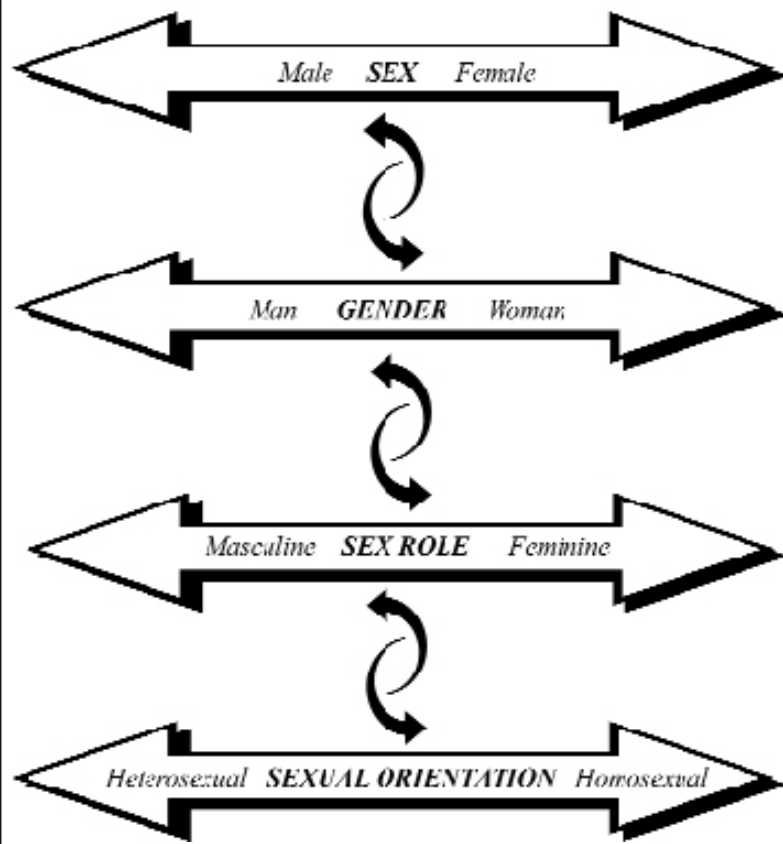 Male SEX Female
Man GENDER Woman
Masculine SEX ROLE Feminine
Heterosexual SEXUAL ORIENTATION Homosexual